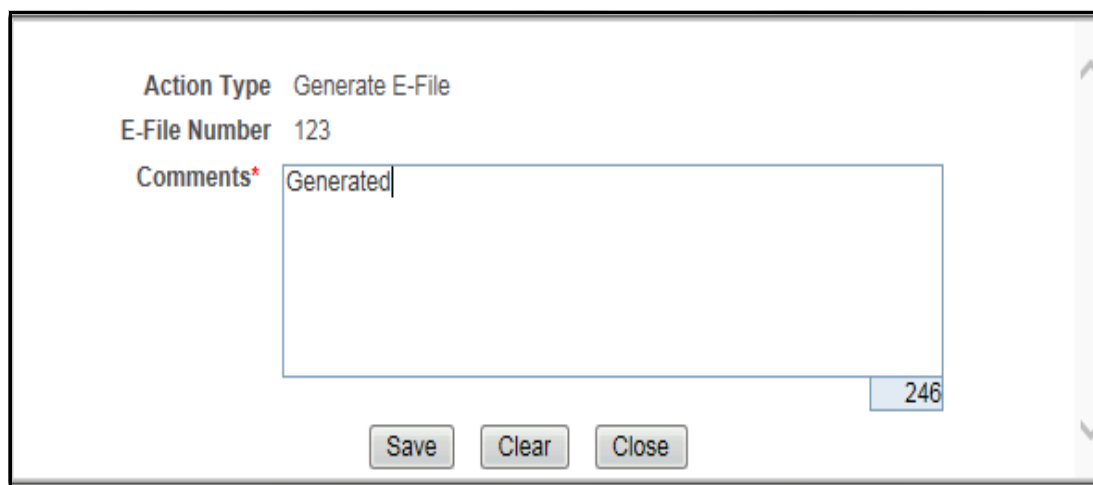 Action Type Generate E-File
E-File Number 123
Comments* Generated
246
Save Clear Close